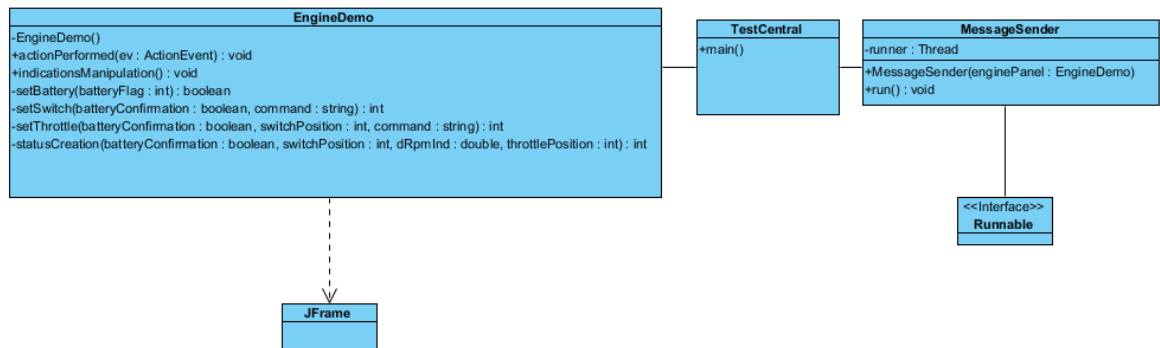 EngineDemo
-EngineDemo()
+actionPerformed(ev : ActionEvent) : void
+indicationsManipulation() : void
-setBattery(batteryFlag : int) : boolean
-setSwitch(batteryConfirmation : boolean, command : string) : int
-setThrottle(batteryConfirmation : boolean, switchPosition : int, command : string) : int
-statusCreation(batteryConfirmation : boolean, switchPosition : int, dRpmInd : double, throttlePosition : int) : int
TestCentral
+main()
MessageSender
-runner : Thread
+MessageSender(enginePanel : EngineDemo)
+run() : void
<<Interface>>
Runnable
JFrame